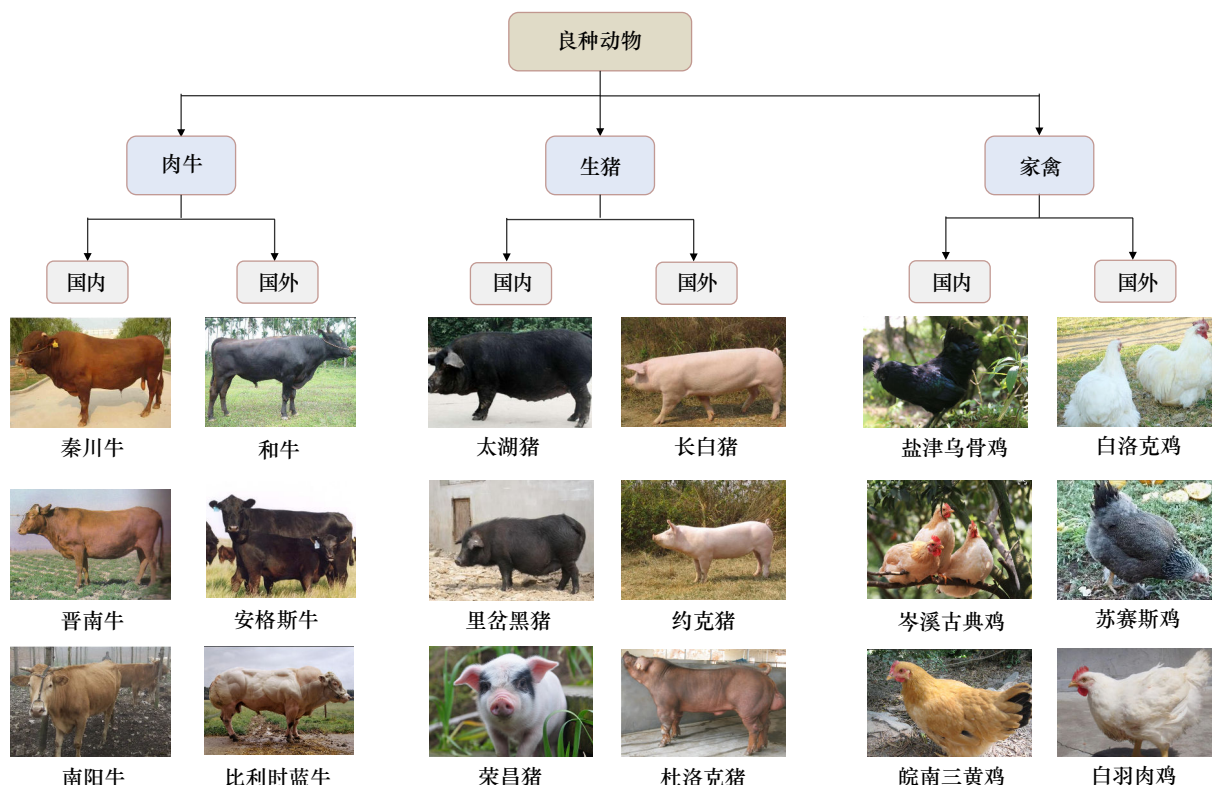 良种动物
肉牛
生猪
家禽
国内
国外
国内
国外
国内
国外
秦川牛
和牛
太湖猪
长白猪
盐津乌骨鸡
白洛克鸡
晋南牛
安格斯牛
里岔黑猪
约克猪
岑溪古典鸡
苏赛斯鸡
南阳牛
比利时蓝牛
荣昌猪
杜洛克猪
皖南三黄鸡
白羽肉鸡